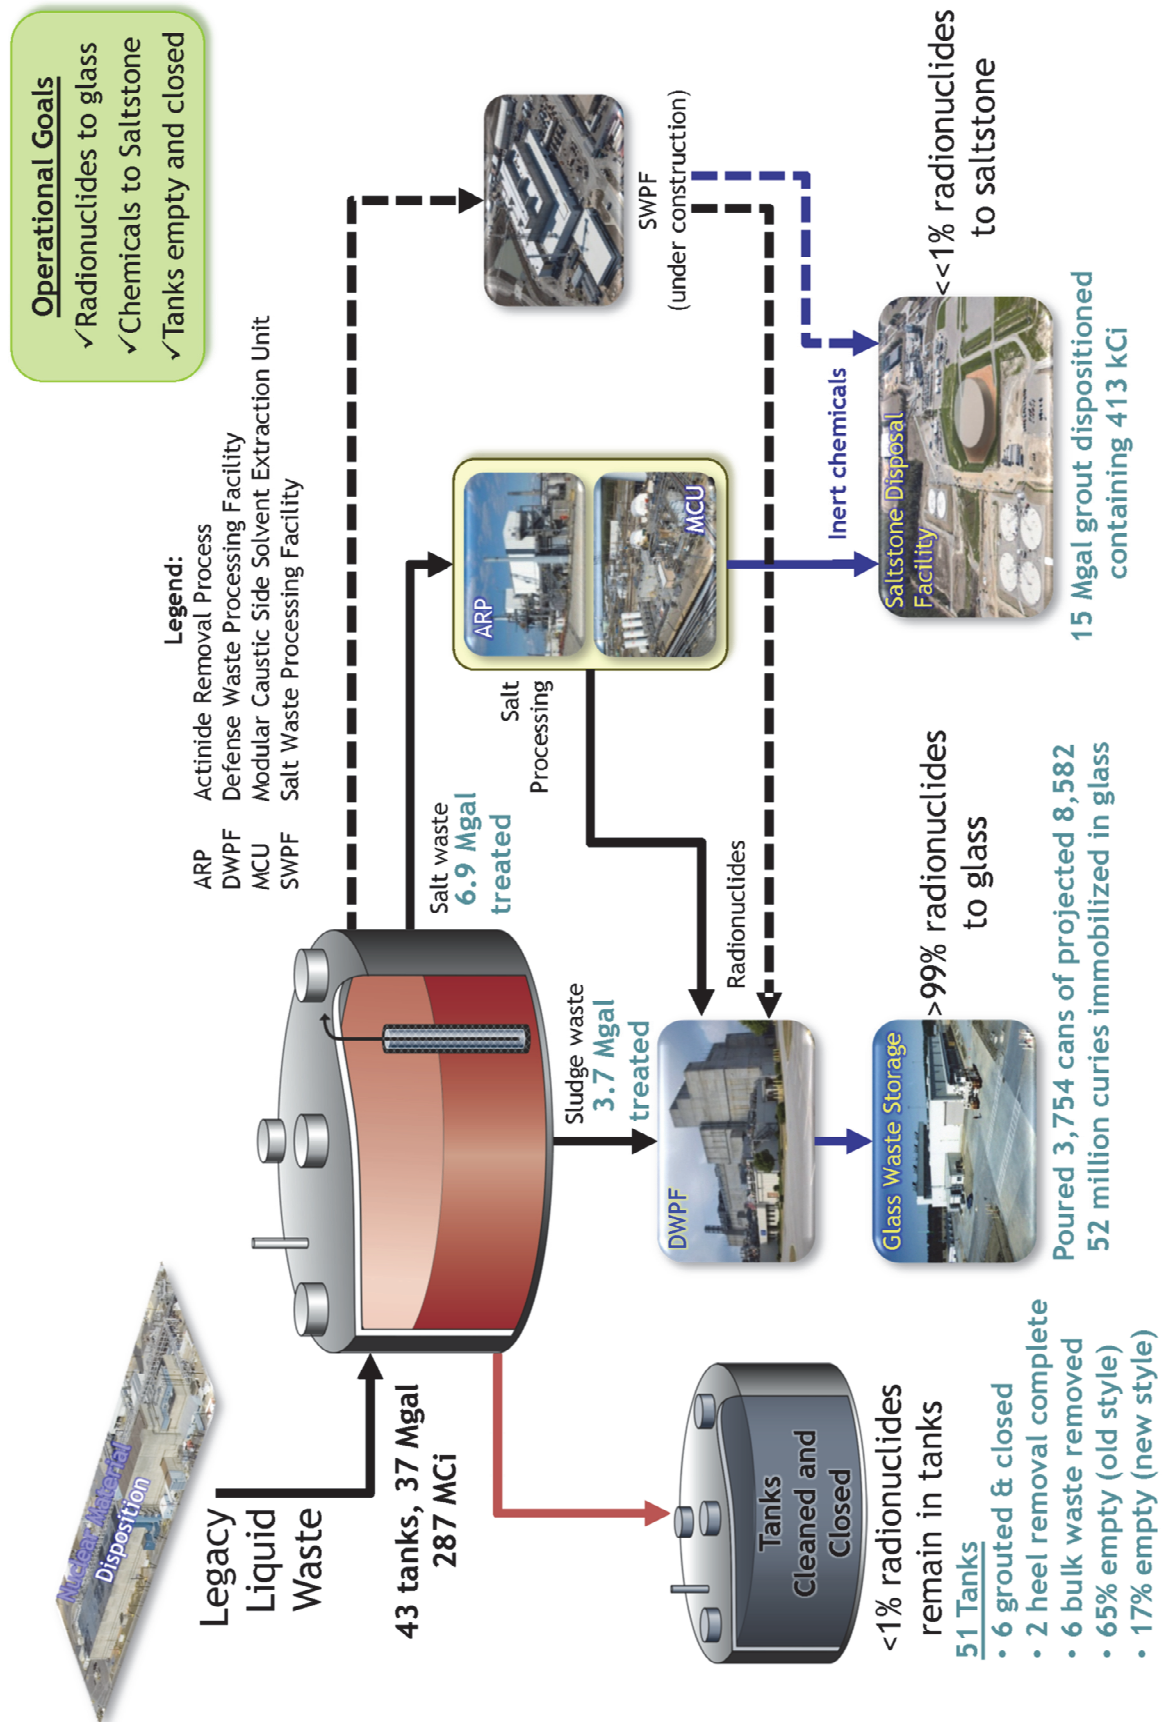 Operational Goals
✓Radionuclides to glass
✓Chemicals to Saltstone
✓Tanks empty and closed
Legend:
ARP Actinide Removal Process
DWPF Defense Waste Processing Facility
MCU Modular Caustic Side Solvent Extraction Unit
SWPF Salt Waste Processing Facility
Nuclear Material
Disposition
Legacy
Liquid
Waste
43 tanks, 37 Mgal
287 MCi
Salt waste
6.9 Mgal
treated
Sludge waste
3.7 Mgal
treated
Salt
Processing
ARP
MCU
SWPF
(under construction)
Radionuclides
Inert chemicals
DWPF
Tanks
Cleaned and
Closed
Glass Waste Storage
Saltstone Disposal
Facility
<1% radionuclides
remain in tanks
>99% radionuclides
to glass
<<1% radionuclides
to saltstone
51 Tanks
• 6 grouted & closed
• 2 heel removal complete
• 6 bulk waste removed
• 65% empty (old style)
• 17% empty (new style)
Poured 3,754 cans of projected 8,582
52 million curies immobilized in glass
15 Mgal grout dispositioned
containing 413 kCi